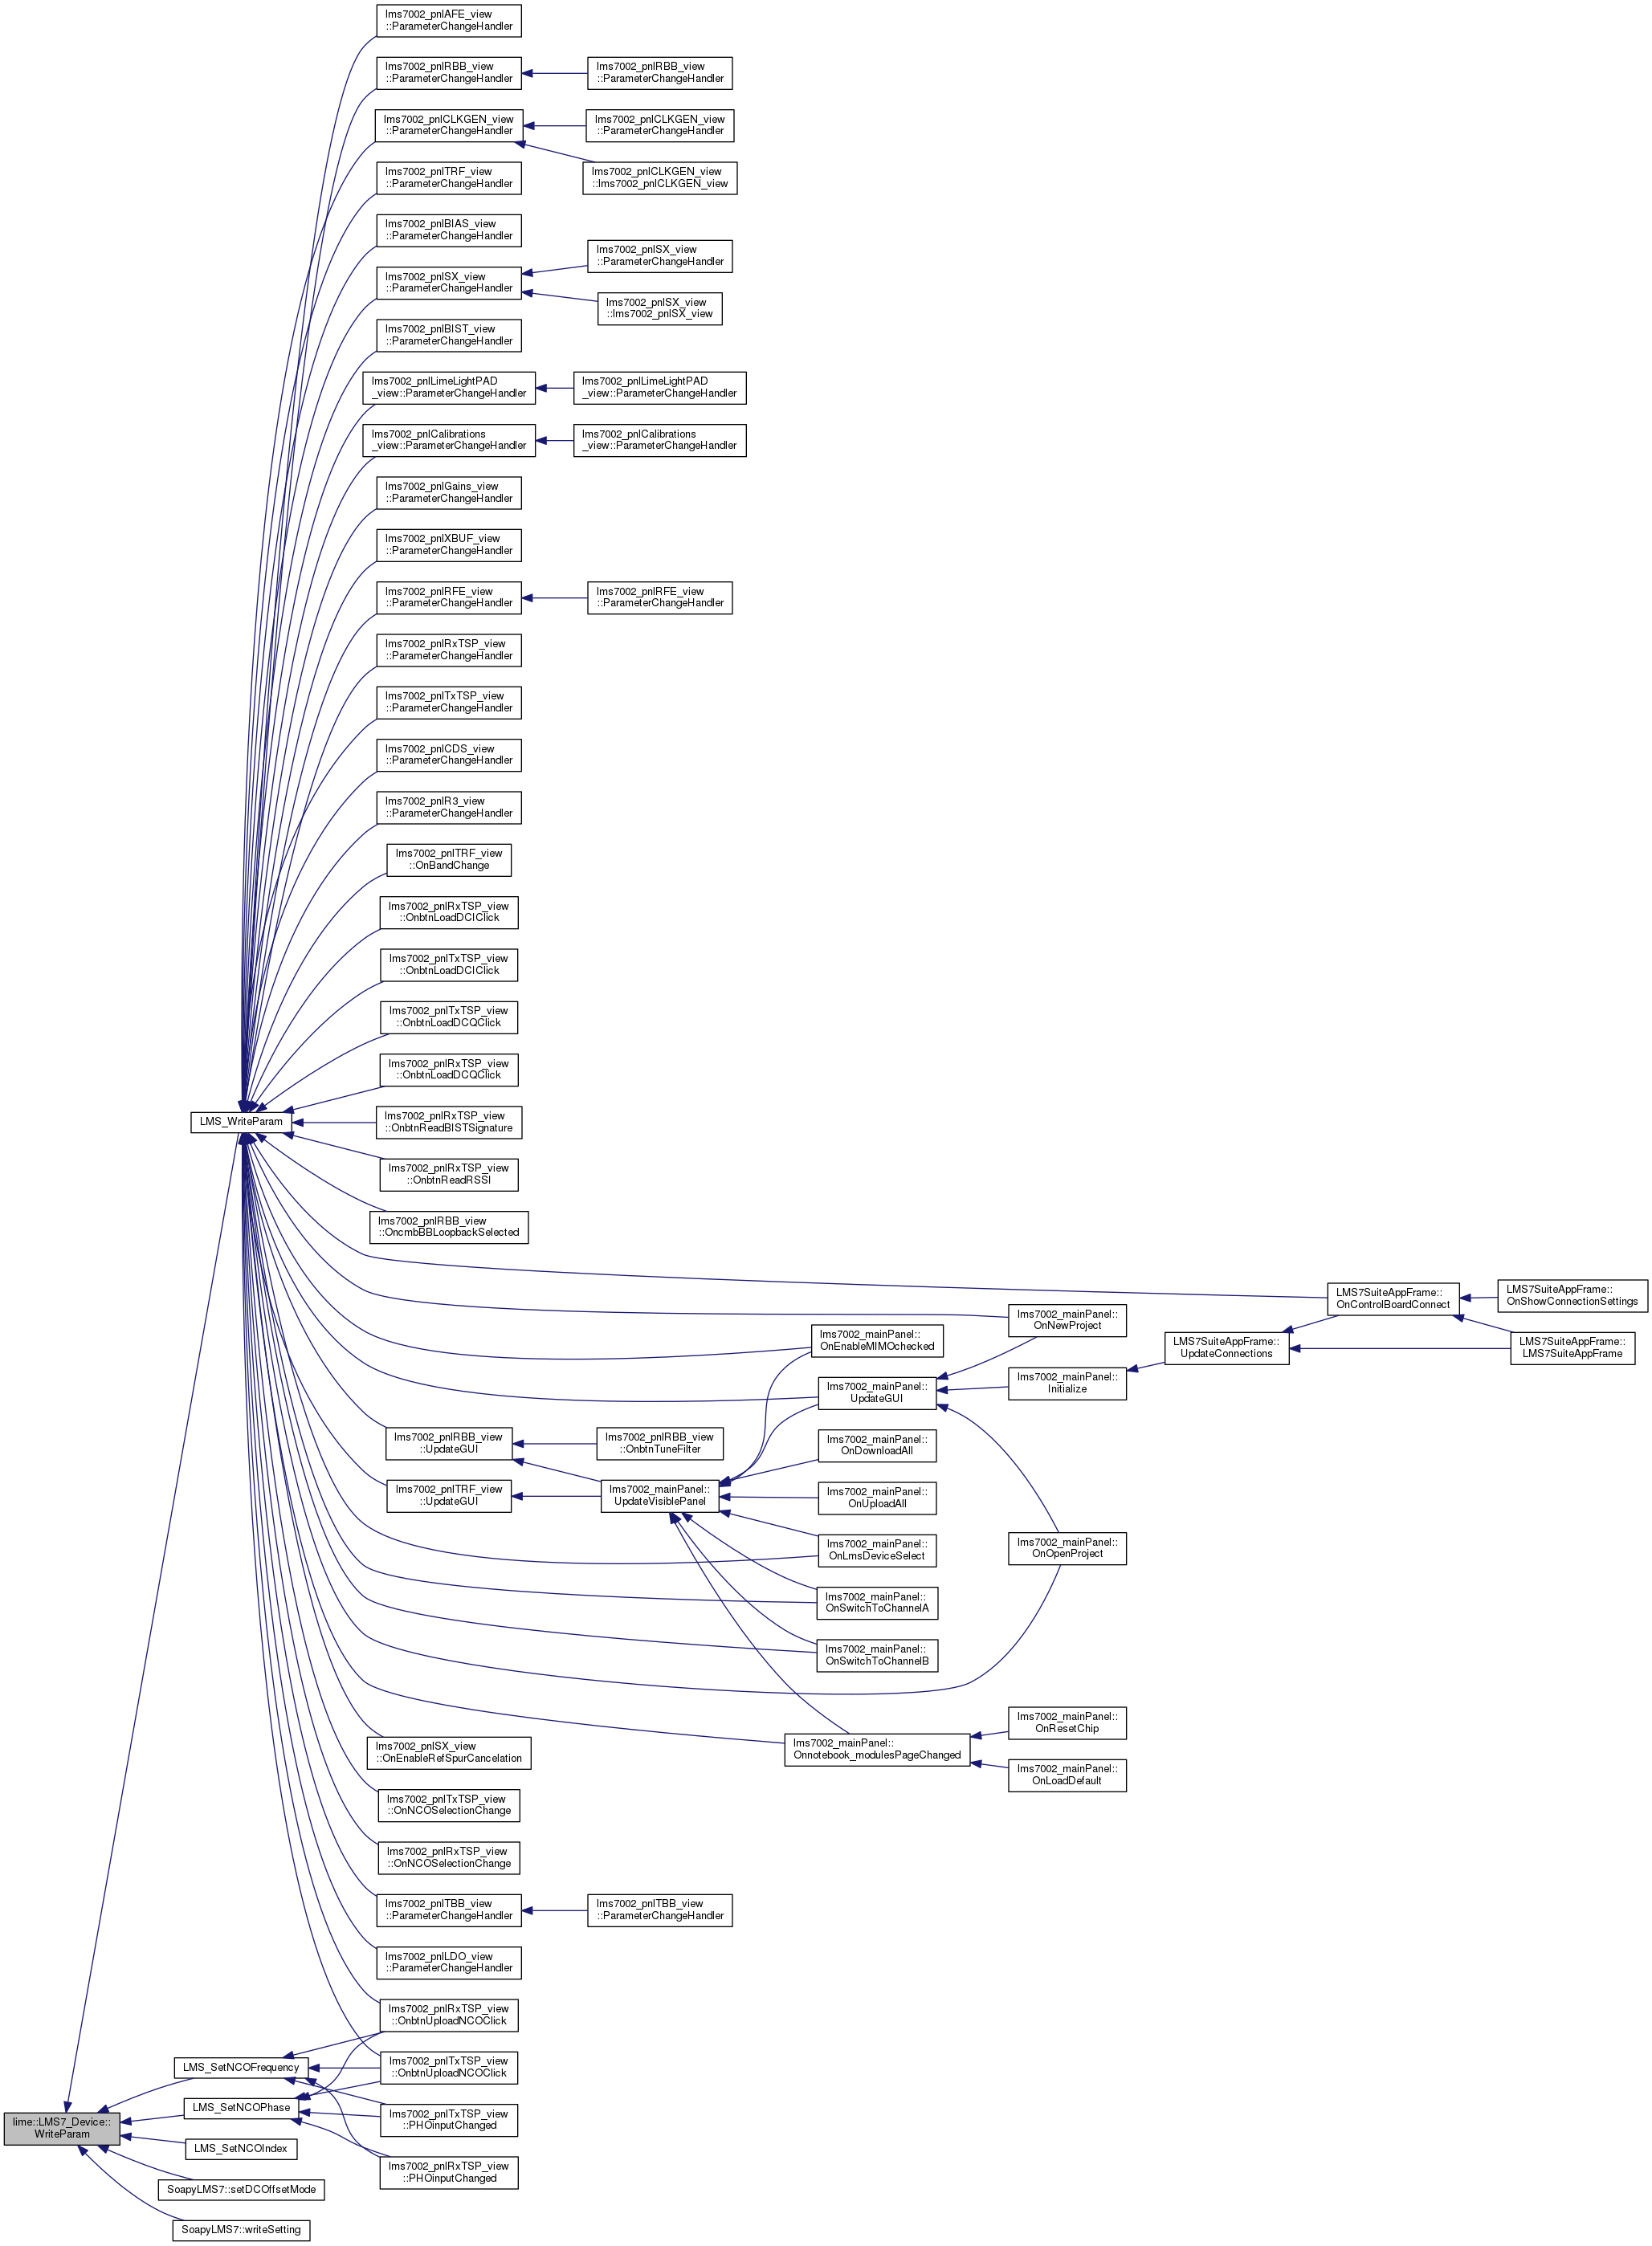 lms7002_pnlAFE_view
::ParameterChangeHandler
lms7002_pnlRBB_view
::ParameterChangeHandler
lms7002_pnlRBB_view
::ParameterChangeHandler
lms7002_pnlCLKGEN_view
::ParameterChangeHandler
lms7002_pnlCLKGEN_view
::ParameterChangeHandler
lms7002_pnlCLKGEN_view
::lms7002_pnlCLKGEN_view
lms7002_pnlTRF_view
::ParameterChangeHandler
lms7002_pnlBIAS_view
::ParameterChangeHandler
lms7002_pnlSX_view
::ParameterChangeHandler
lms7002_pnlSX_view
::ParameterChangeHandler
lms7002_pnlSX_view
::lms7002_pnlSX_view
lms7002_pnlBIST_view
::ParameterChangeHandler
lms7002_pnlLimeLightPAD
_view::ParameterChangeHandler
lms7002_pnlLimeLightPAD
_view::ParameterChangeHandler
lms7002_pnlCalibrations
_view::ParameterChangeHandler
lms7002_pnlCalibrations
_view::ParameterChangeHandler
lms7002_pnlGains_view
::ParameterChangeHandler
lms7002_pnlXBUF_view
::ParameterChangeHandler
lms7002_pnlRFE_view
::ParameterChangeHandler
lms7002_pnlRFE_view
::ParameterChangeHandler
lms7002_pnlRxTSP_view
::ParameterChangeHandler
lms7002_pnlTxTSP_view
::ParameterChangeHandler
lms7002_pnlCDS_view
::ParameterChangeHandler
lms7002_pnlR3_view
::ParameterChangeHandler
lms7002_pnlTRF_view
::OnBandChange
lms7002_pnlRxTSP_view
::OnbtnLoadDCIClick
lms7002_pnlTxTSP_view
::OnbtnLoadDCIClick
lms7002_pnlTxTSP_view
::OnbtnLoadDCQClick
lms7002_pnlRxTSP_view
::OnbtnLoadDCQClick
LMS_WriteParam
lms7002_pnlRxTSP_view
::OnbtnReadBISTSignature
lms7002_pnlRxTSP_view
::OnbtnReadRSSI
lms7002_pnlRBB_view
::OncmbBBLoopbackSelected
LMS7SuiteAppFrame::
OnControlBoardConnect
LMS7SuiteAppFrame::
OnShowConnectionSettings
lms7002_mainPanel::
OnNewProject
lms7002_mainPanel::
OnEnableMIMOchecked
LMS7SuiteAppFrame::
UpdateConnections
LMS7SuiteAppFrame::
LMS7SuiteAppFrame
lms7002_mainPanel::
UpdateGUI
lms7002_mainPanel::
Initialize
lms7002_pnlRBB_view
::UpdateGUI
lms7002_pnlRBB_view
::OnbtnTuneFilter
lms7002_mainPanel::
OnDownloadAll
lms7002_pnlTRF_view
::UpdateGUI
lms7002_mainPanel::
UpdateVisiblePanel
lms7002_mainPanel::
OnUploadAll
lms7002_mainPanel::
OnLmsDeviceSelect
lms7002_mainPanel::
OnOpenProject
lms7002_mainPanel::
OnSwitchToChannelA
lms7002_mainPanel::
OnSwitchToChannelB
lms7002_mainPanel::
OnResetChip
lms7002_pnlSX_view
::OnEnableRefSpurCancelation
lms7002_mainPanel::
Onnotebook_modulesPageChanged
lms7002_mainPanel::
OnLoadDefault
lms7002_pnlTxTSP_view
::OnNCOSelectionChange
lms7002_pnlRxTSP_view
::OnNCOSelectionChange
lms7002_pnlTBB_view
::ParameterChangeHandler
lms7002_pnlTBB_view
::ParameterChangeHandler
lms7002_pnlLDO_view
::ParameterChangeHandler
lms7002_pnlRxTSP_view
::OnbtnUploadNCOClick
LMS_SetNCOFrequency
lms7002_pnlTxTSP_view
::OnbtnUploadNCOClick
LMS_SetNCOPhase
lms7002_pnlTxTSP_view
::PHOinputChanged
lime::LMS7_Device::
WriteParam
LMS_SetNCOIndex
lms7002_pnlRxTSP_view
::PHOinputChanged
SoapyLMS7::setDCOffsetMode
SoapyLMS7::writeSetting